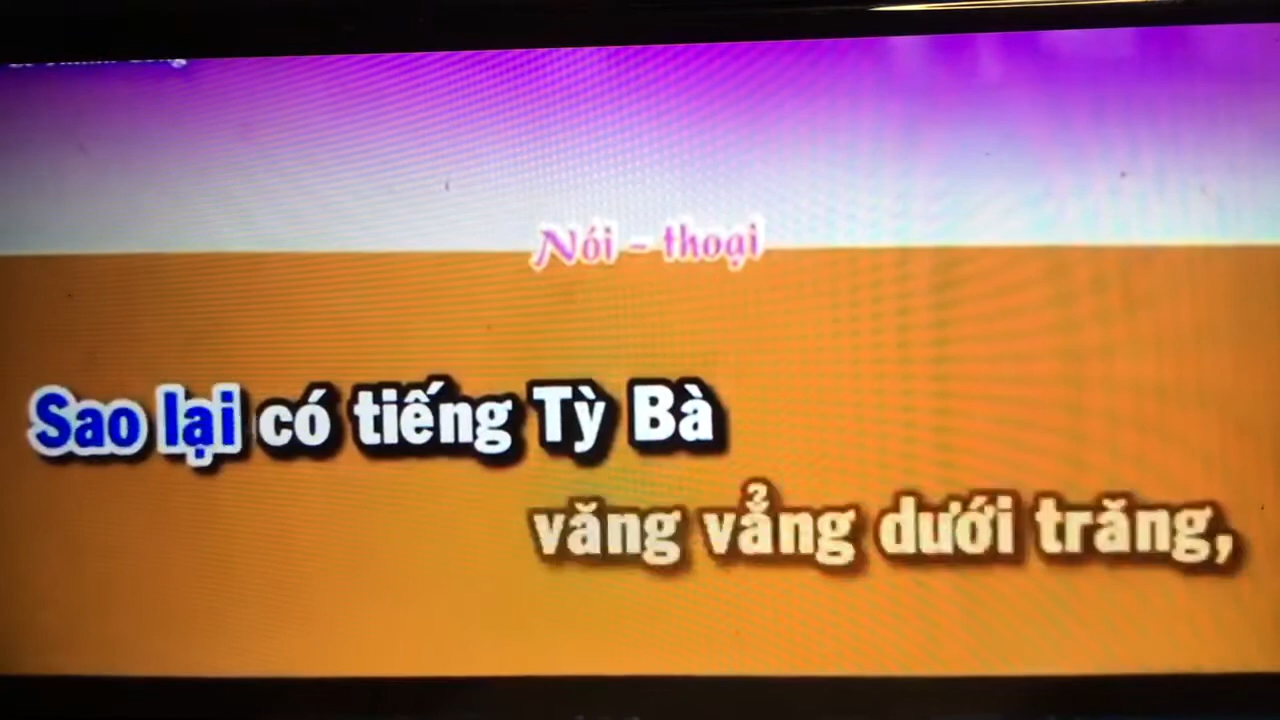 Nói - thoại
Sao lại có tiếng Tỳ Bà
văng vẳng dưới trăng,